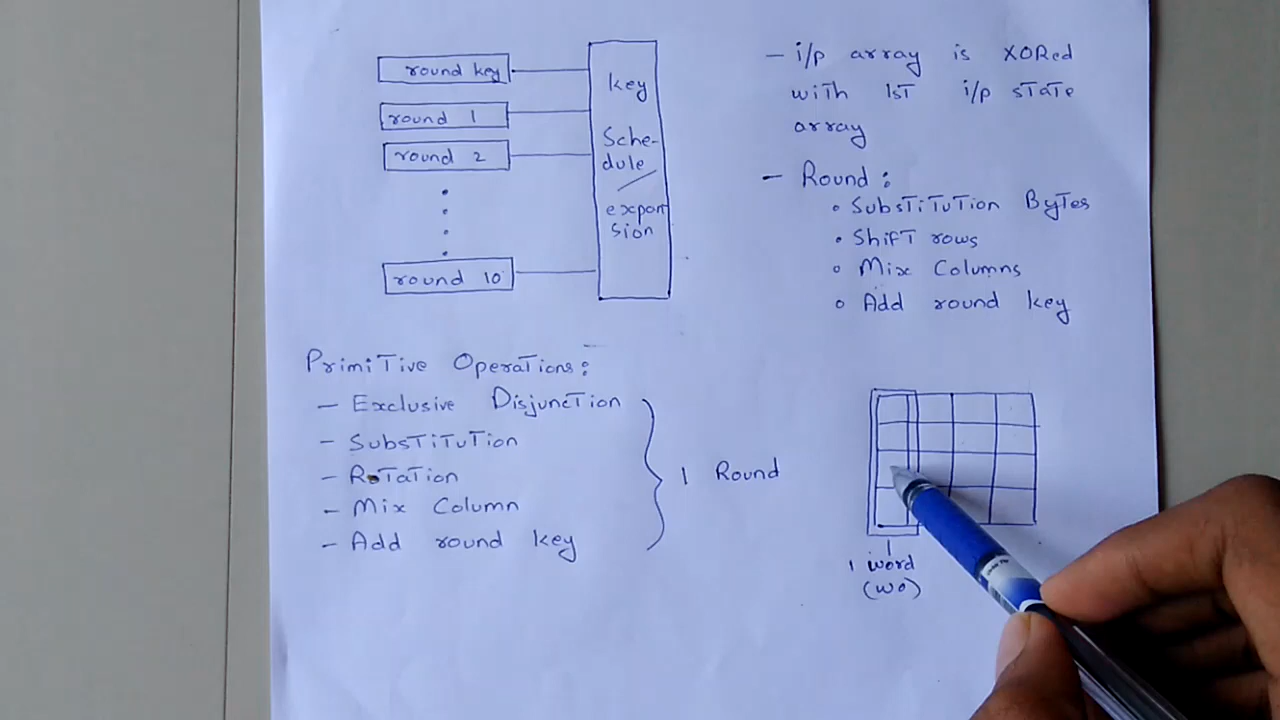 round key
round 1
round 2
round 10
key
Sche-
dule
/
expan
sion
- i/p array is XORed
with 1st i/p state
array
- Round :
• Substitution Bytes
• Shift rows
• Mix Columns
• Add round key
Primitive Operations:
- Exclusive Disjunction
- Substitution
- Rotation
- Mix Column
- Add round key
1 Round
1 word
(w0)